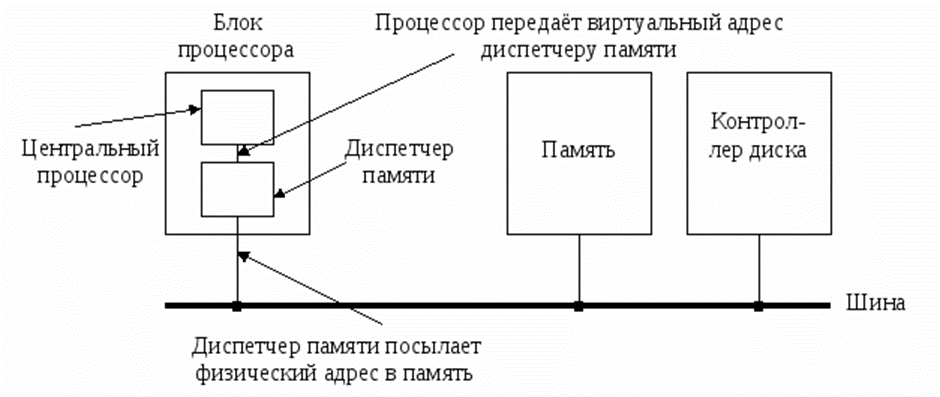 Блок
процессора
Процессор передаёт виртуальный адрес
диспетчеру памяти
Центральный
процессор
Диспетчер
памяти
Память
Контрол-
лер диска
Шина
Диспетчер памяти посылает
физический адрес в память